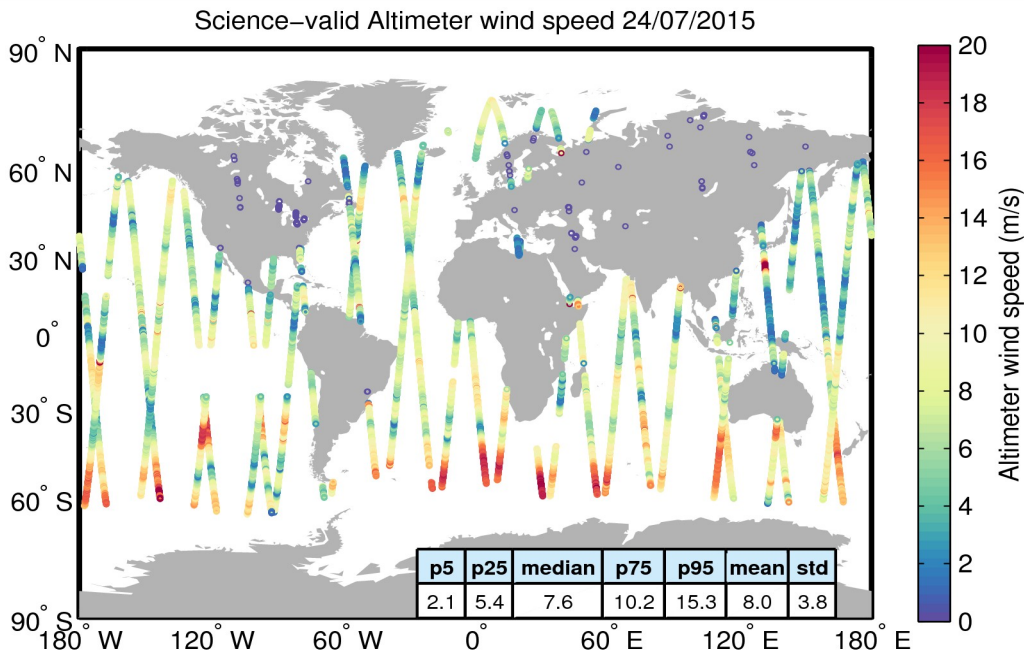 Science−valid Altimeter wind speed 24/07/2015
90° N
60° N
30° N
0°
30° S
60° S
90° S
180° W
120° W
60° W
0°
60° E
120° E
180° E
p5 p25 median p75 p95 mean std
2.1 5.4 7.6 10.2 15.3 8.0 3.8
20
18
16
14
12
10
8
6
4
2
0
Altimeter wind speed (m/s)